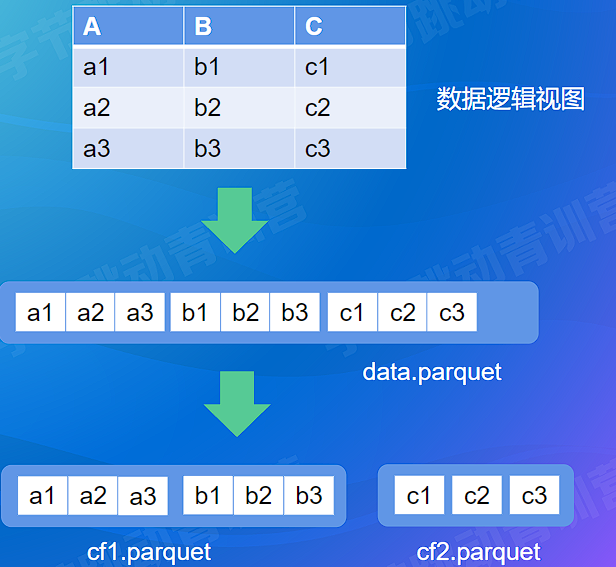 A B C
a1 b1 c1
a2 b2 c2
a3 b3 c3
数据逻辑视图
a1 a2 a3 b1 b2 b3 c1 c2 c3
data.parquet
a1 a2 a3 b1 b2 b3 c1 c2 c3
cf1.parquet cf2.parquet